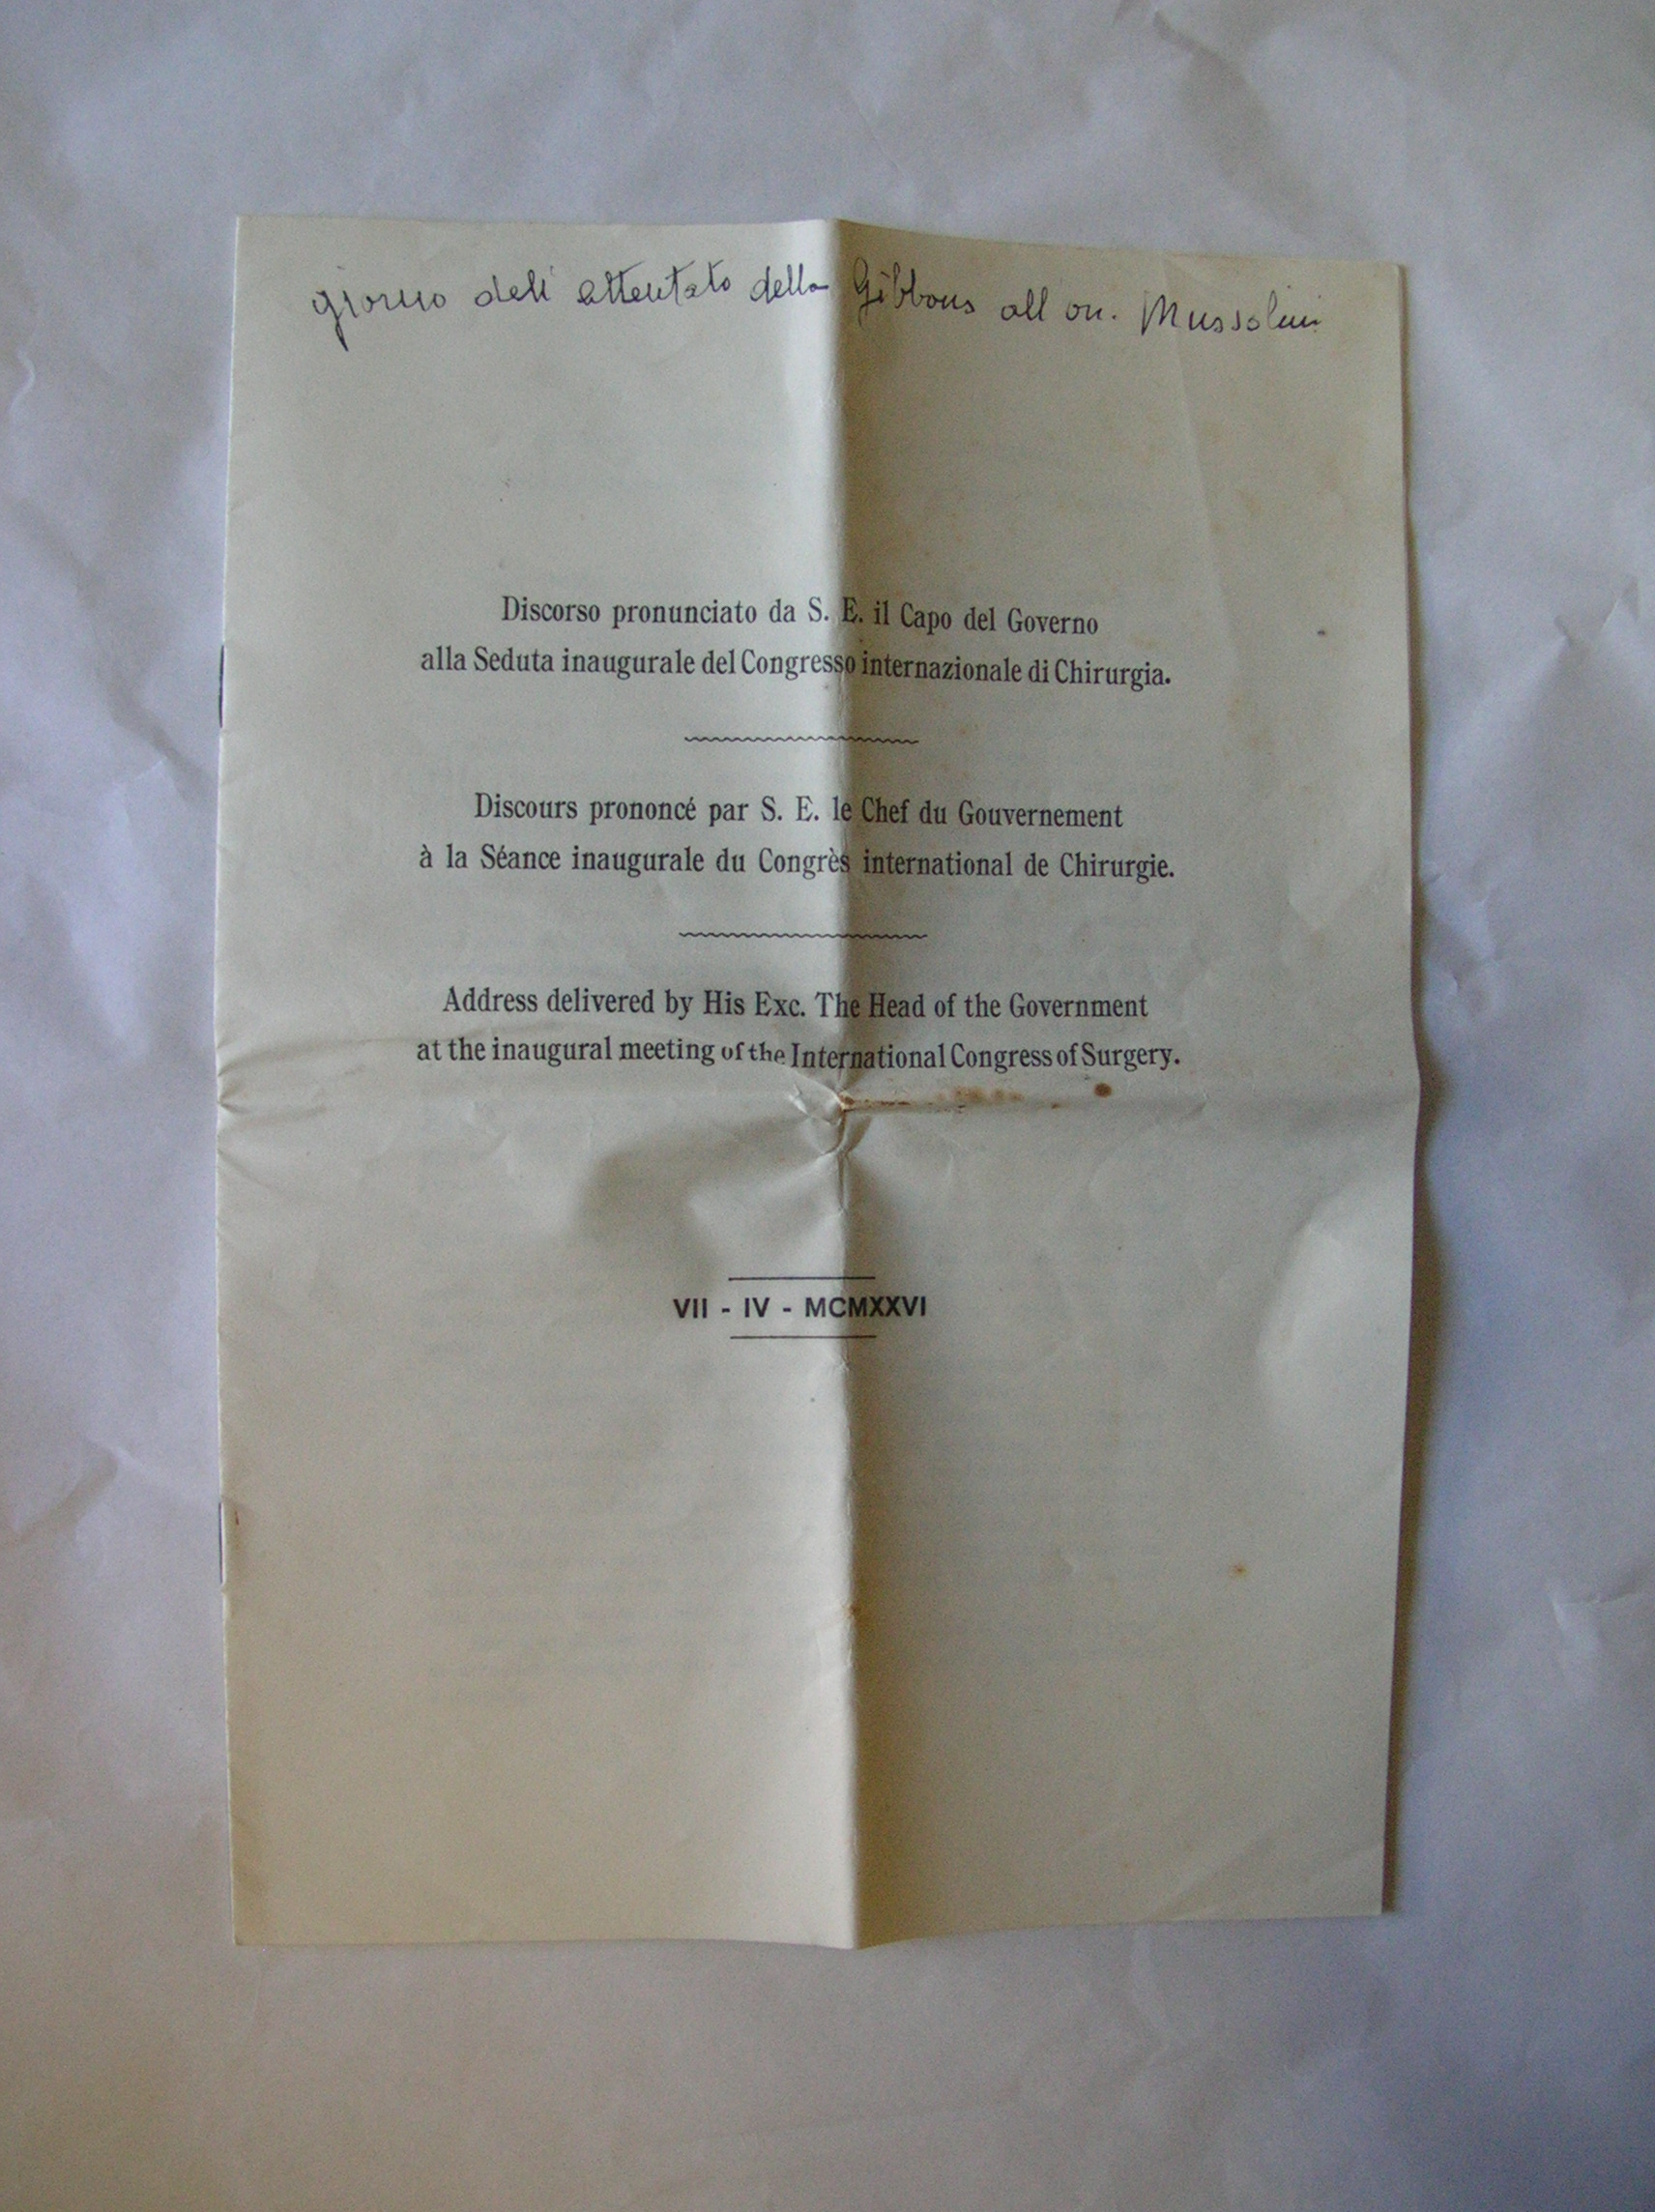 giorno dell'attentato della Gibbons all on. Mussolini
Discorso pronunciato da S. E. il Capo del Governo
alla Seduta inaugurale del Congresso internazionale di Chirurgia.
Discours prononcé par S. E. le Chef du Gouvernement
à la Séance inaugurale du Congrès international de Chirurgie.
Address delivered by His Exc. The Head of the Government
at the inaugural meeting of the International Congress of Surgery.
VII - IV - MCMXXVI